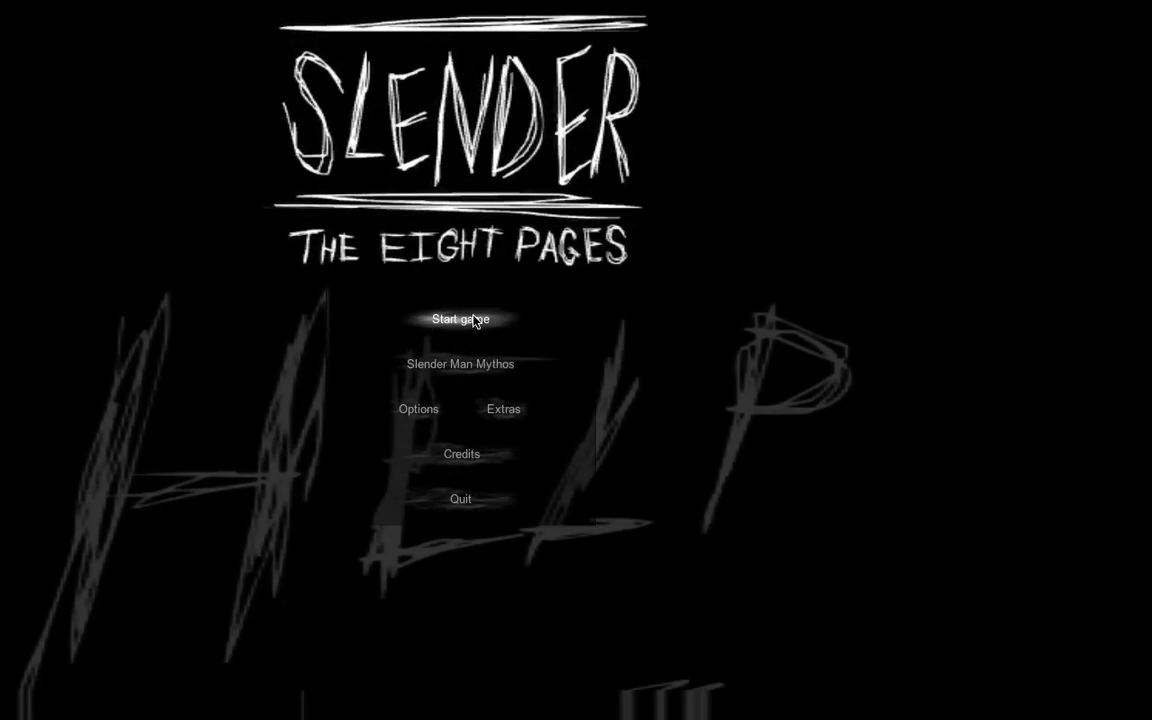 SLENDER
THE EIGHT PAGES
Start game
Slender Man Mythos
Options Extras
Credits
Quit
HELP